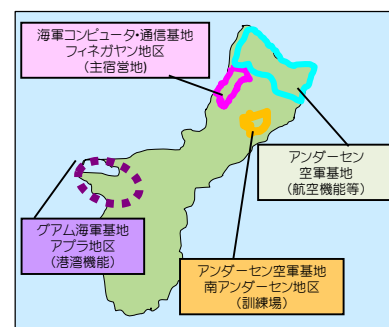 海軍コンピュータ・通信基地
フィネガヤン地区
（主宿営地）
アンダーセン
空軍基地
（航空機能等）
グアム海軍基地
アプラ地区
（港湾機能）
アンダーセン空軍基地
南アンダーセン地区
（訓練場）